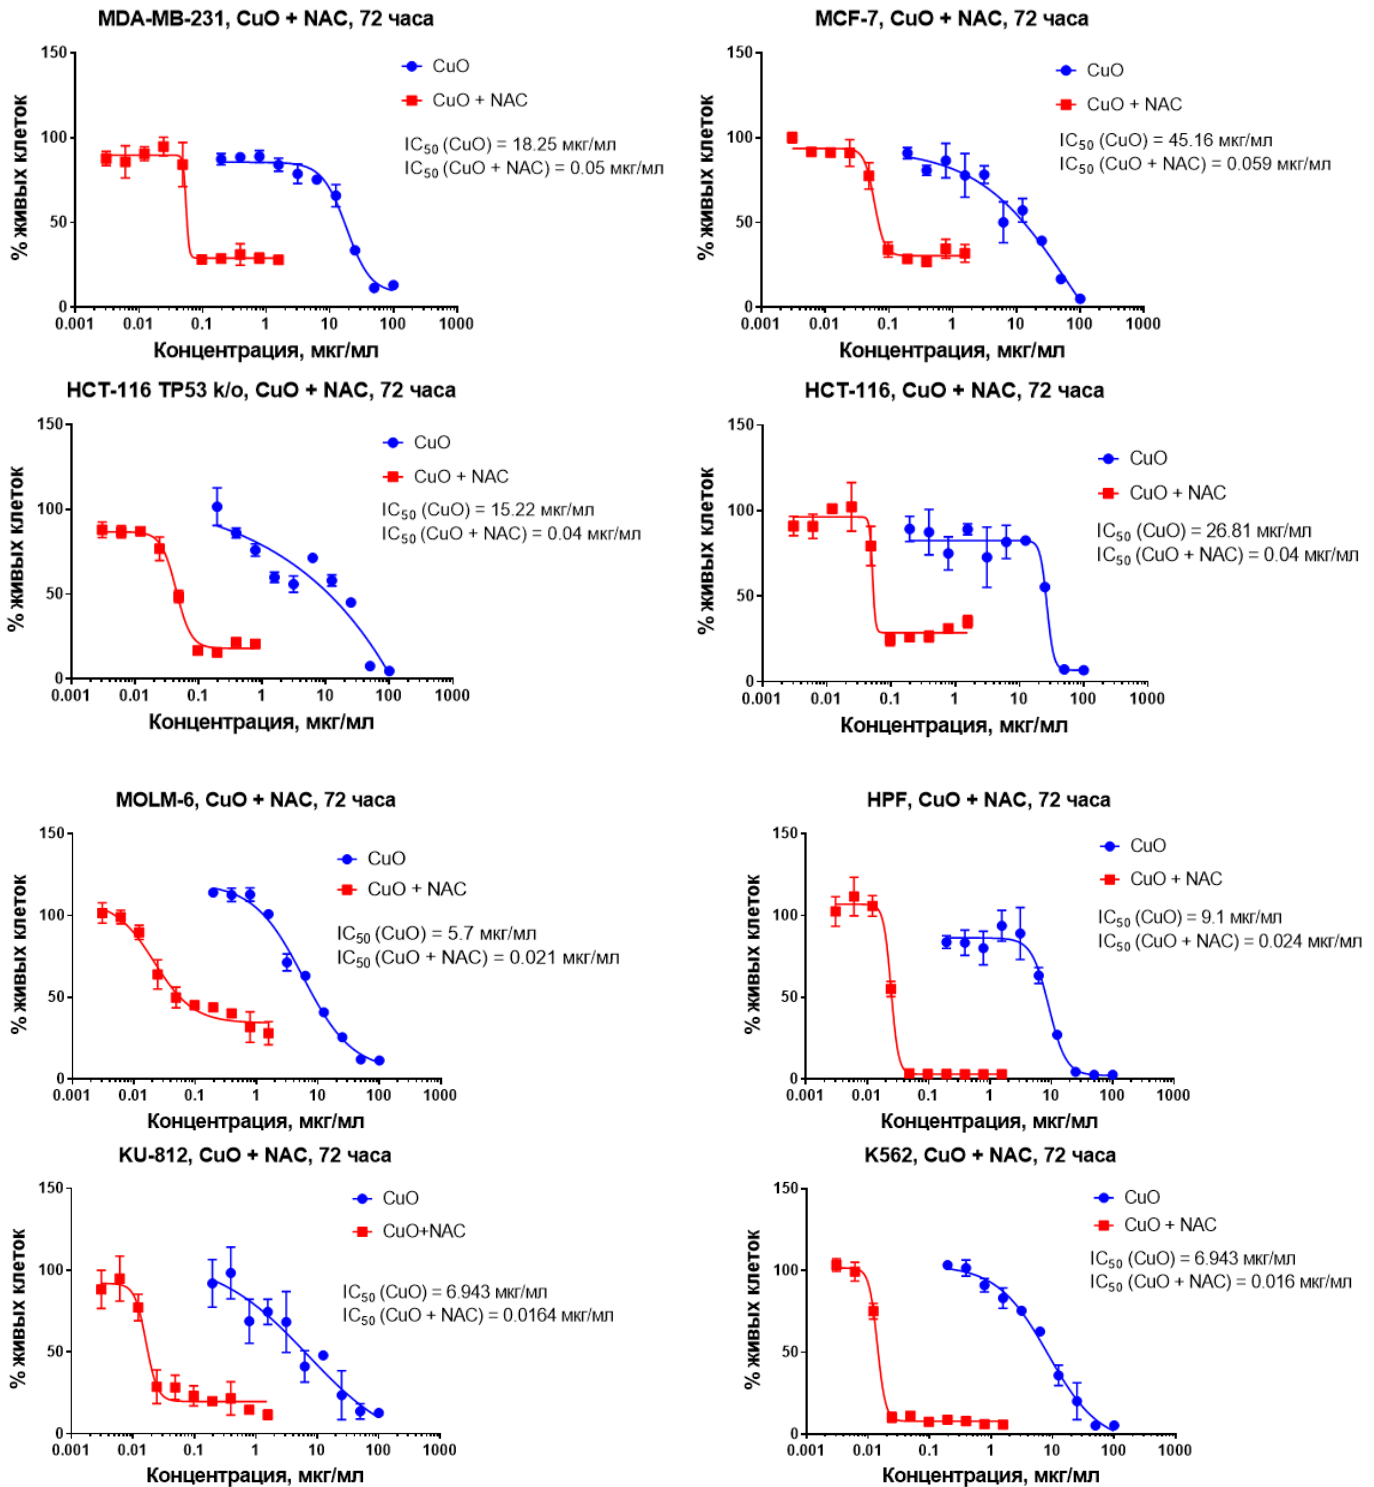 MDA-MB-231, CuO + NAC, 72 часа
150
100
50
0
% живых клеток
CuO
CuO + NAC
IC50 (CuO) = 18.25 мкг/мл
IC50 (CuO + NAC) = 0.05 мкг/мл
0.001 0.01 0.1 1 10 100 1000
Концентрация, мкг/мл
MCF-7, CuO + NAC, 72 часа
150
100
50
0
% живых клеток
CuO
CuO + NAC
IC50 (CuO) = 45.16 мкг/мл
IC50 (CuO + NAC) = 0.059 мкг/мл
0.001 0.01 0.1 1 10 100 1000
Концентрация, мкг/мл
HCT-116 TP53 k/o, CuO + NAC, 72 часа
150
100
50
0
% живых клеток
CuO
CuO + NAC
IC50 (CuO) = 15.22 мкг/мл
IC50 (CuO + NAC) = 0.04 мкг/мл
0.001 0.01 0.1 1 10 100 1000
Концентрация, мкг/мл
HCT-116, CuO + NAC, 72 часа
150
100
50
0
% живых клеток
CuO
CuO + NAC
IC50 (CuO) = 26.81 мкг/мл
IC50 (CuO + NAC) = 0.04 мкг/мл
0.001 0.01 0.1 1 10 100 1000
Концентрация, мкг/мл
MOLM-6, CuO + NAC, 72 часа
150
100
50
0
% живых клеток
CuO
CuO + NAC
IC50 (CuO) = 5.7 мкг/мл
IC50 (CuO + NAC) = 0.021 мкг/мл
0.001 0.01 0.1 1 10 100 1000
Концентрация, мкг/мл
HPF, CuO + NAC, 72 часа
150
100
50
0
% живых клеток
CuO
CuO + NAC
IC50 (CuO) = 9.1 мкг/мл
IC50 (CuO + NAC) = 0.024 мкг/мл
0.001 0.01 0.1 1 10 100 1000
Концентрация, мкг/мл
KU-812, CuO + NAC, 72 часа
150
100
50
0
% живых клеток
CuO
CuO+NAC
IC50 (CuO) = 6.943 мкг/мл
IC50 (CuO + NAC) = 0.0164 мкг/мл
0.001 0.01 0.1 1 10 100 1000
Концентрация, мкг/мл
K562, CuO + NAC, 72 часа
150
100
50
0
% живых клеток
CuO
CuO + NAC
IC50 (CuO) = 6.943 мкг/мл
IC50 (CuO + NAC) = 0.016 мкг/мл
0.001 0.01 0.1 1 10 100 1000
Концентрация, мкг/мл